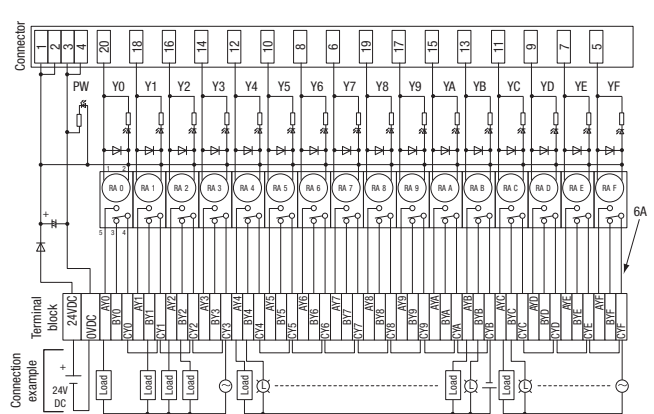 Connector
1 2 3 4 20 18 16 14 12 10 8 6 19 17 15 13 11 9 7 5
PW Y0 Y1 Y2 Y3 Y4 Y5 Y6 Y7 Y8 Y9 YA YB YC YD YE YF
1 2
RA 0 RA 1 RA 2 RA 3 RA 4 RA 5 RA 6 RA 7 RA 8 RA 9 RA A RA B RA C RA D RA E RA F
+
5 3 4
6A
Terminal block
24VDC 0VDC AY0 BY0 CY0 AY1 BY1 CY1 AY2 BY2 CY2 AY3 BY3 CY3 AY4 BY4 CY4 AY5 BY5 CY5 AY6 BY6 CY6 AY7 BY7 CY7 AY8 BY8 CY8 AY9 BY9 CY9 AYA BYA CYA AYB BYB CYB AYC BYC CYC AYD BYD CYD AYE BYE CYE AYF BYF CYF
Connection example
+
24V
DC
Load Load Load Load Load Load Load